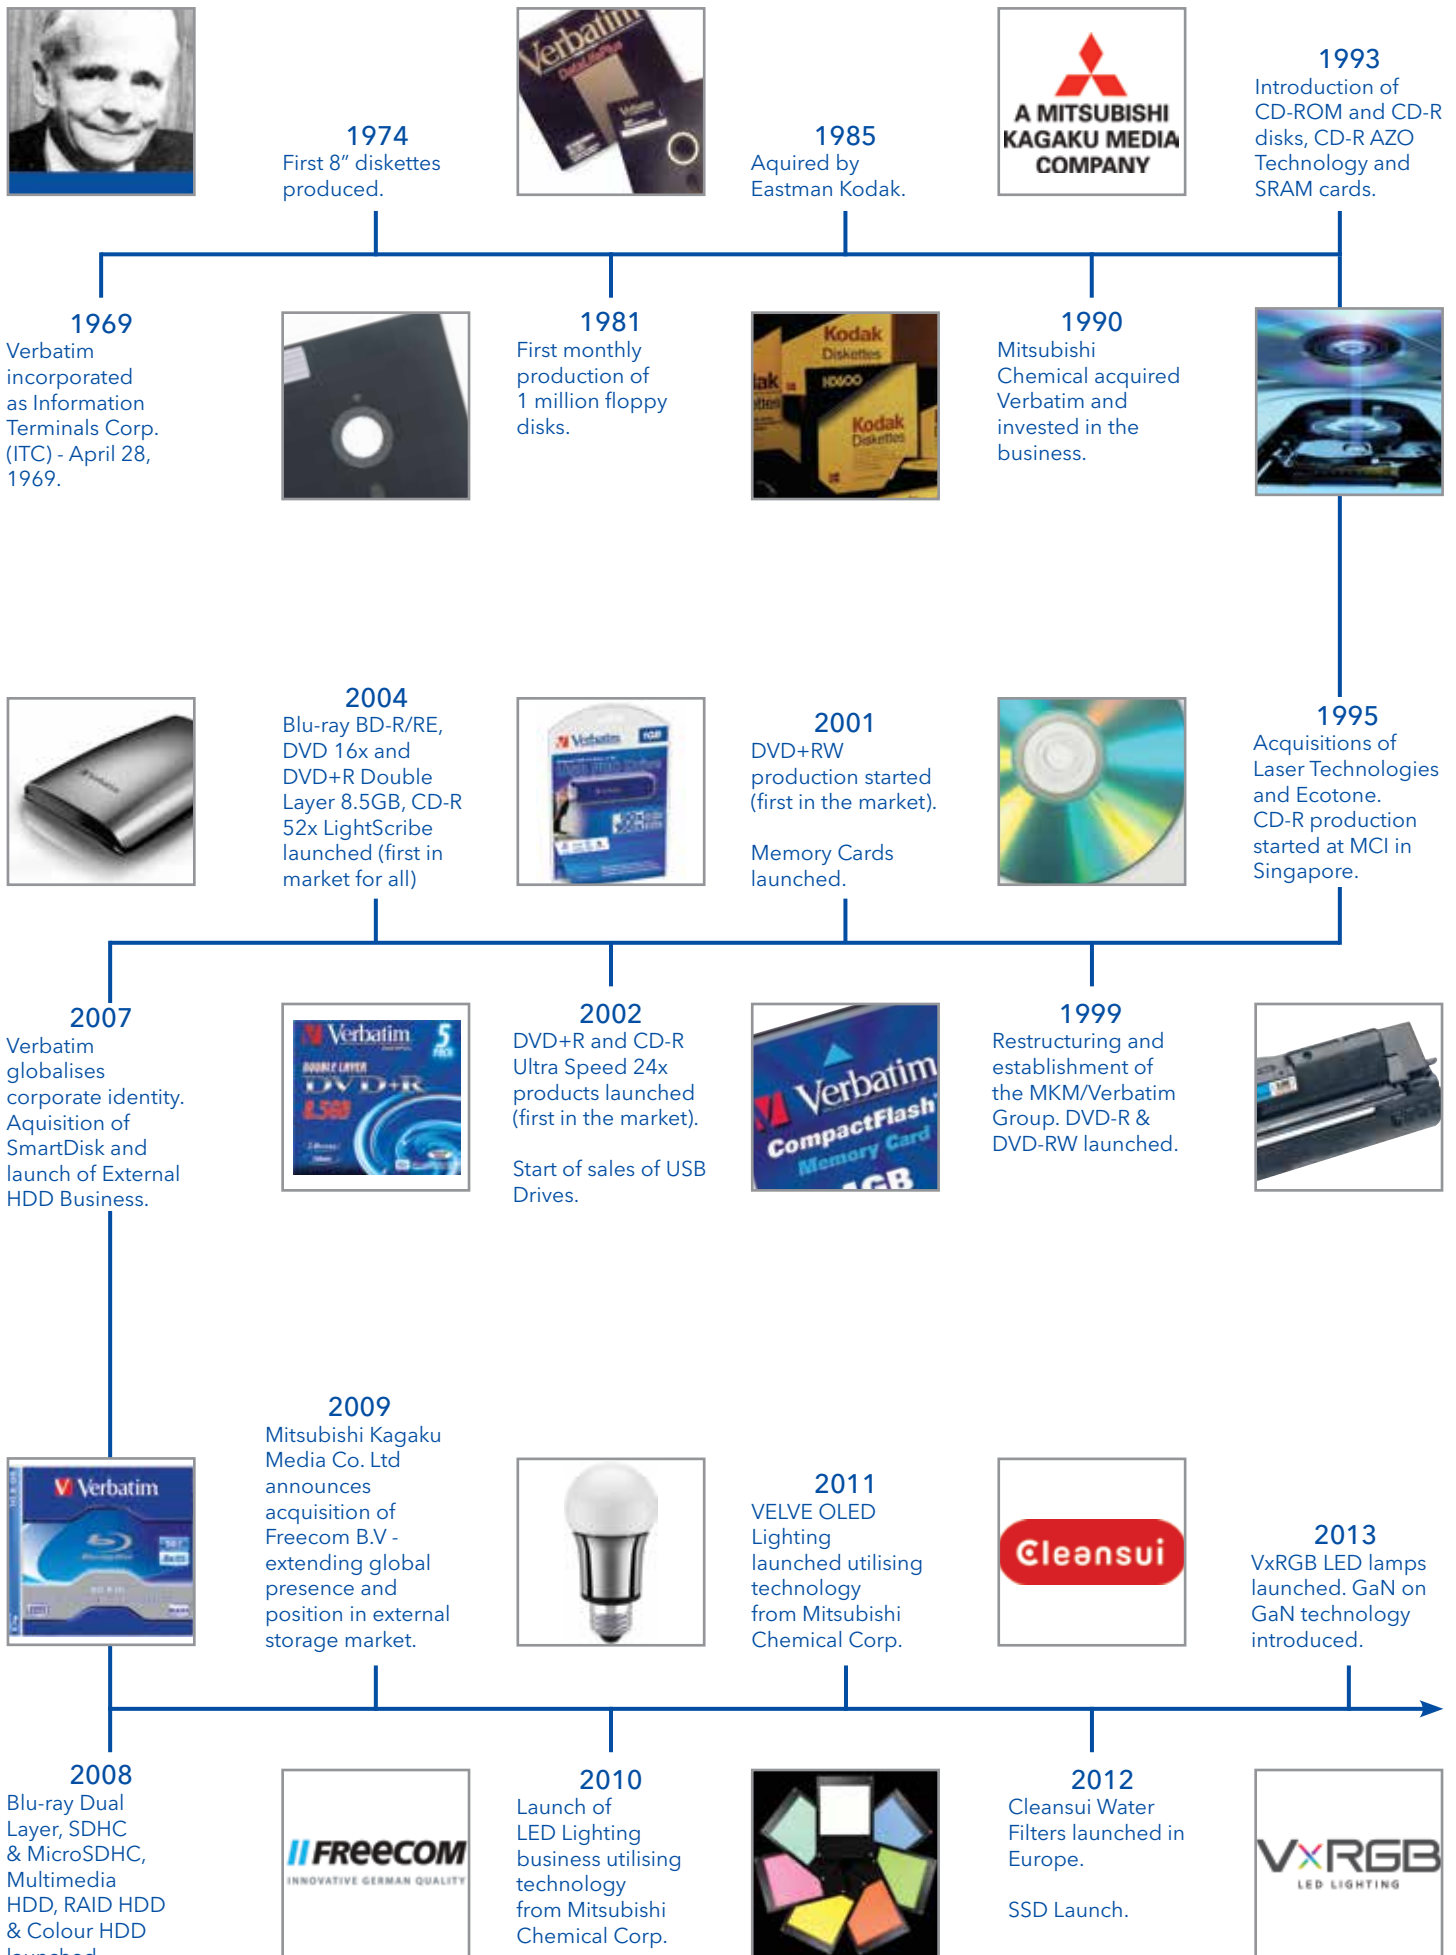 Verbatim
DataLifePlus
Verbatim
A MITSUBISHI
KAGAKU MEDIA
COMPANY
1993
Introduction of
CD-ROM and CD-R
disks, CD-R AZO
Technology and
SRAM cards.
1974
First 8” diskettes
produced.
1985
Aquired by
Eastman Kodak.
1969
Verbatim
incorporated
as Information
Terminals Corp.
(ITC) - April 28,
1969.
1981
First monthly
production of
1 million floppy
disks.
Kodak
Diskettes
HD600
Kodak
Diskettes
1990
Mitsubishi
Chemical acquired
Verbatim and
invested in the
business.
2004
Blu-ray BD-R/RE,
DVD 16x and
DVD+R Double
Layer 8.5GB, CD-R
52x LightScribe
launched (first in
market for all)
Verbatim
1GB
Verbatim
2001
DVD+RW
production started
(first in the market).
Memory Cards
launched.
1995
Acquisitions of
Laser Technologies
and Ecotone.
CD-R production
started at MCI in
Singapore.
2007
Verbatim
globalises
corporate identity.
Aquisition of
SmartDisk and
launch of External
HDD Business.
Verbatim
5
PACK
DOUBLE LAYER
DVD+R
8.5GB
2002
DVD+R and CD-R
Ultra Speed 24x
products launched
(first in the market).
Start of sales of USB
Drives.
Verbatim
CompactFlash
Memory Card
GB
1999
Restructuring and
establishment of
the MKM/Verbatim
Group. DVD-R &
DVD-RW launched.
2009
Mitsubishi Kagaku
Media Co. Ltd
announces
acquisition of
Freecom B.V -
extending global
presence and
position in external
storage market.
Verbatim
2011
VELVE OLED
Lighting
launched utilising
technology
from Mitsubishi
Chemical Corp.
Cleansui
2013
VxRGB LED lamps
launched. GaN on
GaN technology
introduced.
2008
Blu-ray Dual
Layer, SDHC
& MicroSDHC,
Multimedia
HDD, RAID HDD
& Colour HDD
launched
FREECOM
INNOVATIVE GERMAN QUALITY
2010
Launch of
LED Lighting
business utilising
technology
from Mitsubishi
Chemical Corp.
2012
Cleansui Water
Filters launched in
Europe.
SSD Launch.
VxRGB
LED LIGHTING